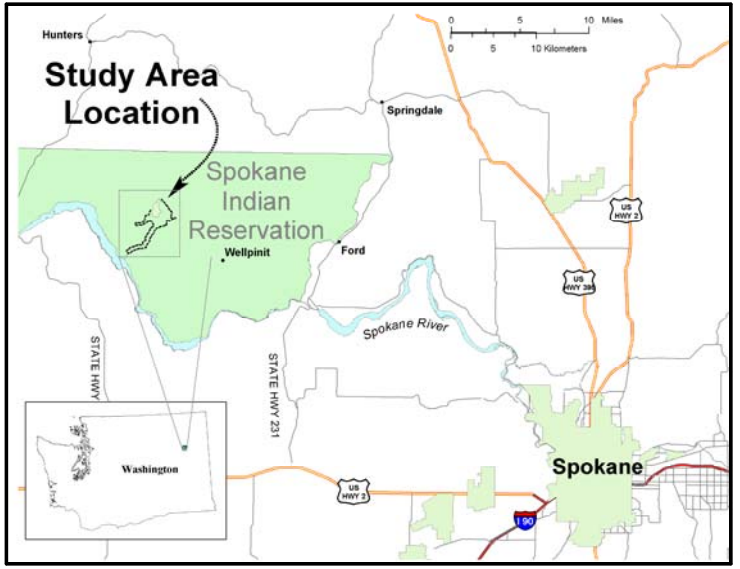 0 5 10 Miles
0 5 10 Kilometers
Hunters
Study Area
Location
Springdale
Spokane
Indian
Reservation
Wellpinit
Ford
US
HWY 2
US
HWY 395
Spokane River
STATE HWY
STATE HWY 231
Washington
Spokane
US
HWY 2
I 90